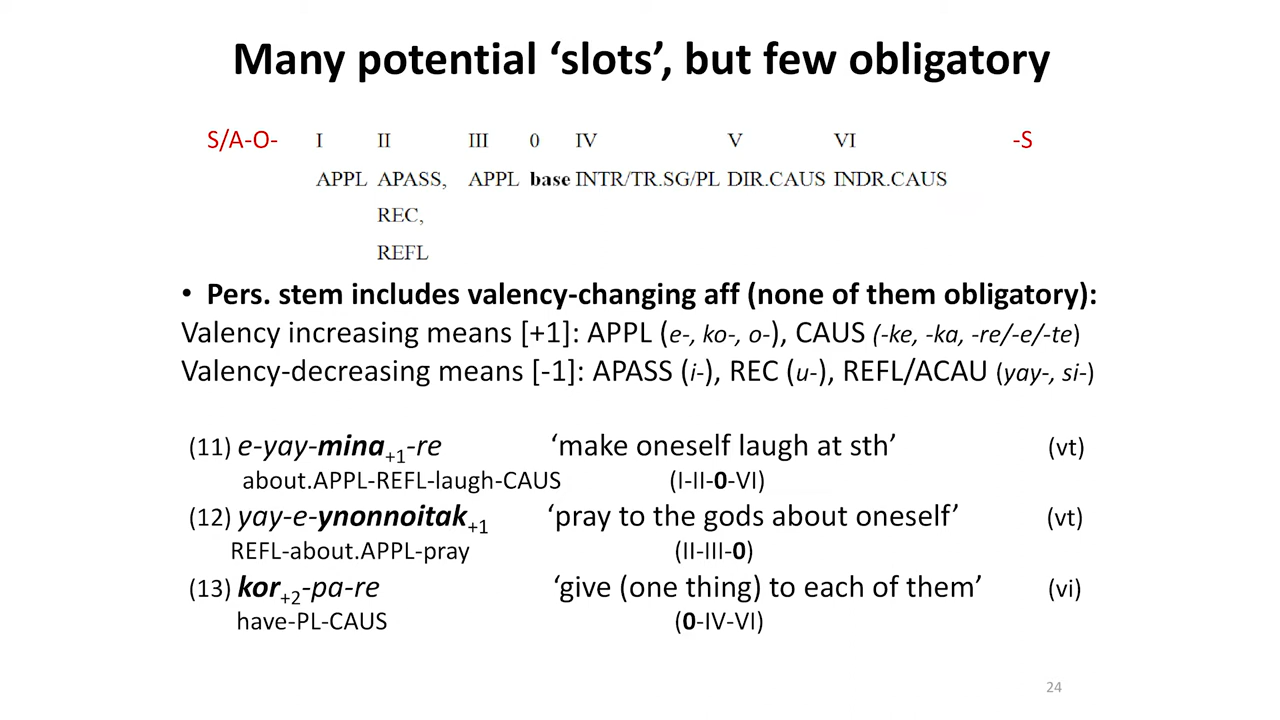 Many potential ‘slots’, but few obligatory
S/A-O- I II III 0 IV V VI -S
APPL APASS, APPL base INTR/TR.SG/PL DIR.CAUS INDR.CAUS
REC,
REFL
• Pers. stem includes valency-changing aff (none of them obligatory):
Valency increasing means [+1]: APPL (e-, ko-, o-), CAUS (-ke, -ka, -re/-e/-te)
Valency-decreasing means [-1]: APASS (i-), REC (u-), REFL/ACAU (yay-, si-)
(11) e-yay-mina+1-re ‘make oneself laugh at sth’ (vt)
about.APPL-REFL-laugh-CAUS (I-II-0-VI)
(12) yay-e-ynonnoitak+1 ‘pray to the gods about oneself’ (vt)
REFL-about.APPL-pray (II-III-0)
(13) kor+2-pa-re ‘give (one thing) to each of them’ (vi)
have-PL-CAUS (0-IV-VI)
24